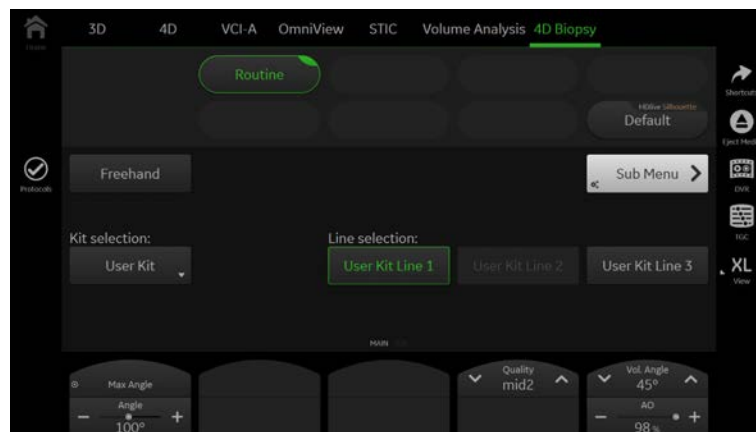 3D 4D VCI-A OmniView STIC Volume Analysis 4D Biopsy
Home
Routine
Shortcuts
HDlive Silhouette
Default
Eject Media
Freehand
Sub Menu
Protocols
DVR
TGC
Kit selection: Line selection:
User Kit User Kit Line 1 User Kit Line 2 User Kit Line 3
XL
View
MAIN
Max Angle
Quality
mid2
Vol. Angle
45°
Angle
100°
AO
98 %